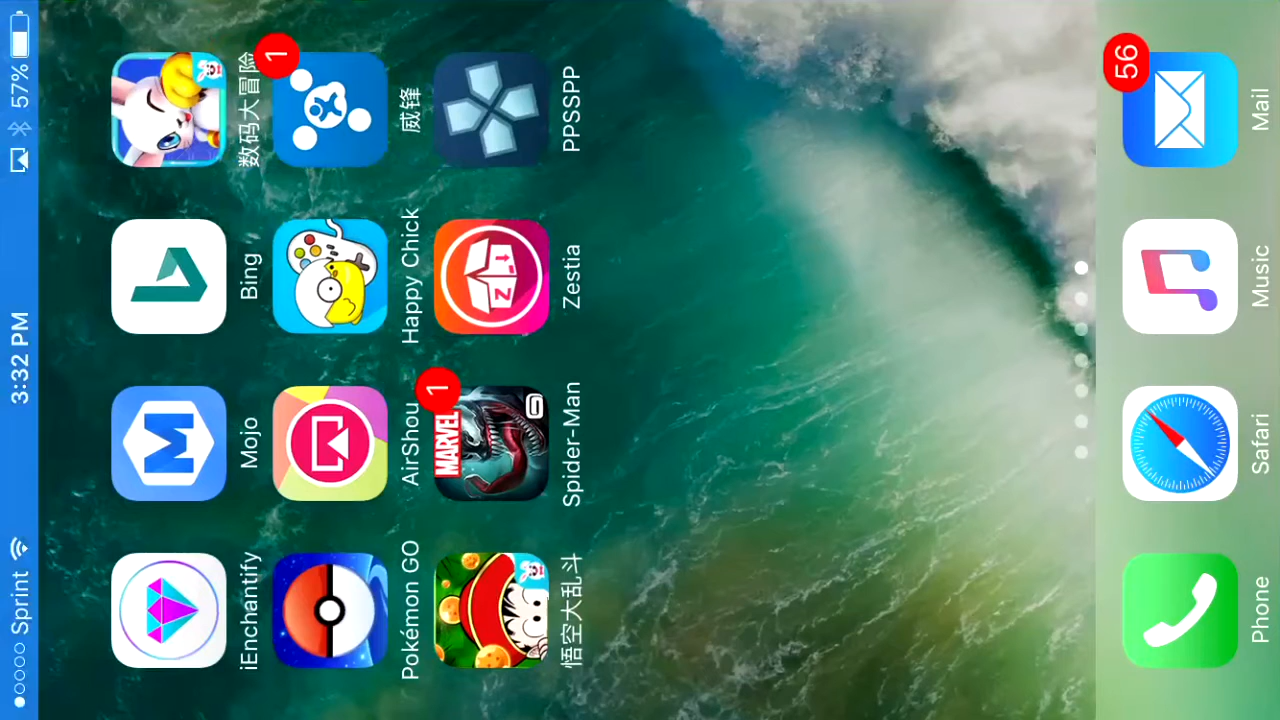 Sprint 3:32 PM 57%
iEnchantify Mojo Bing 数码大冒险
1
Pokémon GO AirShou Happy Chick 威锋
MARVEL 1
Z t
悟空大乱斗 Spider-Man Zestia PPSSPP
56
Phone Safari Music Mail